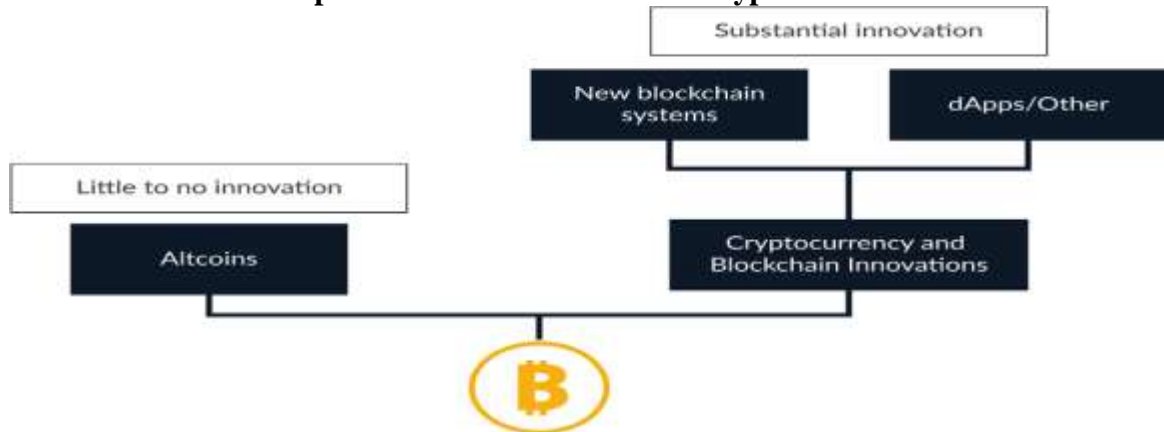 Substantial innovation
New blockchain
systems
dApps/Other
Little to no innovation
Altcoins
Cryptocurrency and
Blockchain Innovations